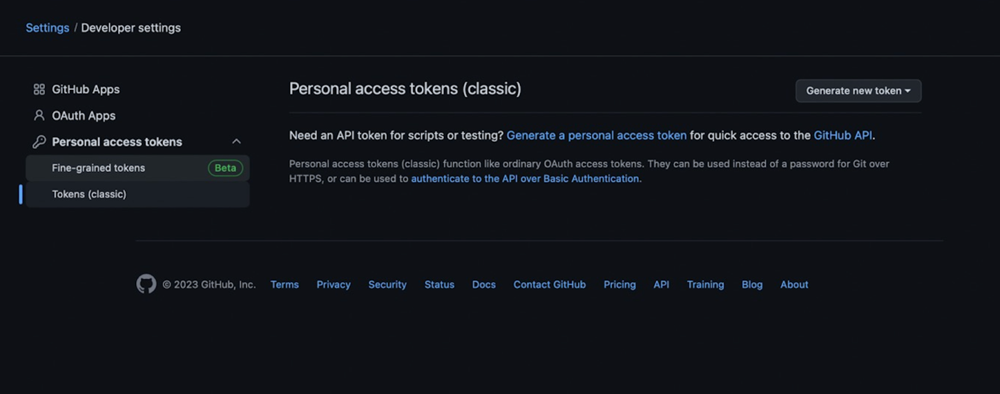 Settings / Developer settings
GitHub Apps
OAuth Apps
Personal access tokens
Fine-grained tokens Beta
Tokens (classic)
Personal access tokens (classic)
Generate new token
Need an API token for scripts or testing? Generate a personal access token for quick access to the GitHub API.
Personal access tokens (classic) function like ordinary OAuth access tokens. They can be used instead of a password for Git over
HTTPS, or can be used to authenticate to the API over Basic Authentication.
© 2023 GitHub, Inc. Terms Privacy Security Status Docs Contact GitHub Pricing API Training Blog About